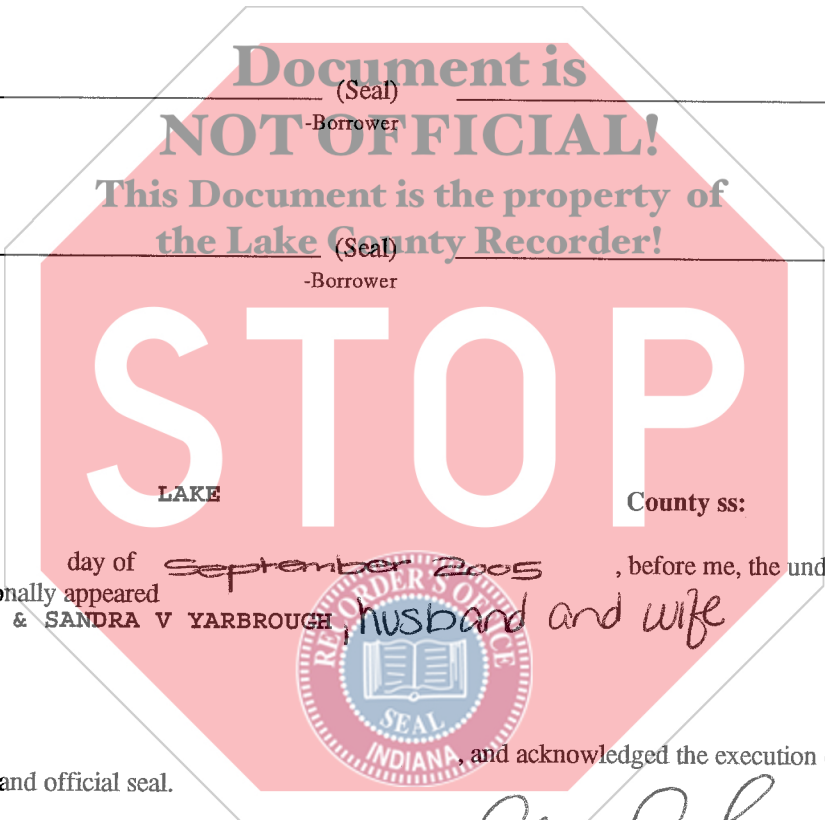 Document is
(Seal)
-Borrower
NOT OFFICIAL!
This Document is the property of
the Lake County Recorder!
(Seal)
-Borrower
STOP
LAKE
County ss:
day of September 2005 , before me, the und
onally appeared
& SANDRA V YARBROUGH, husband and wife
RECORDER'S OFFICE
SEAL
INDIANA
, and acknowledged the execution
and official seal.